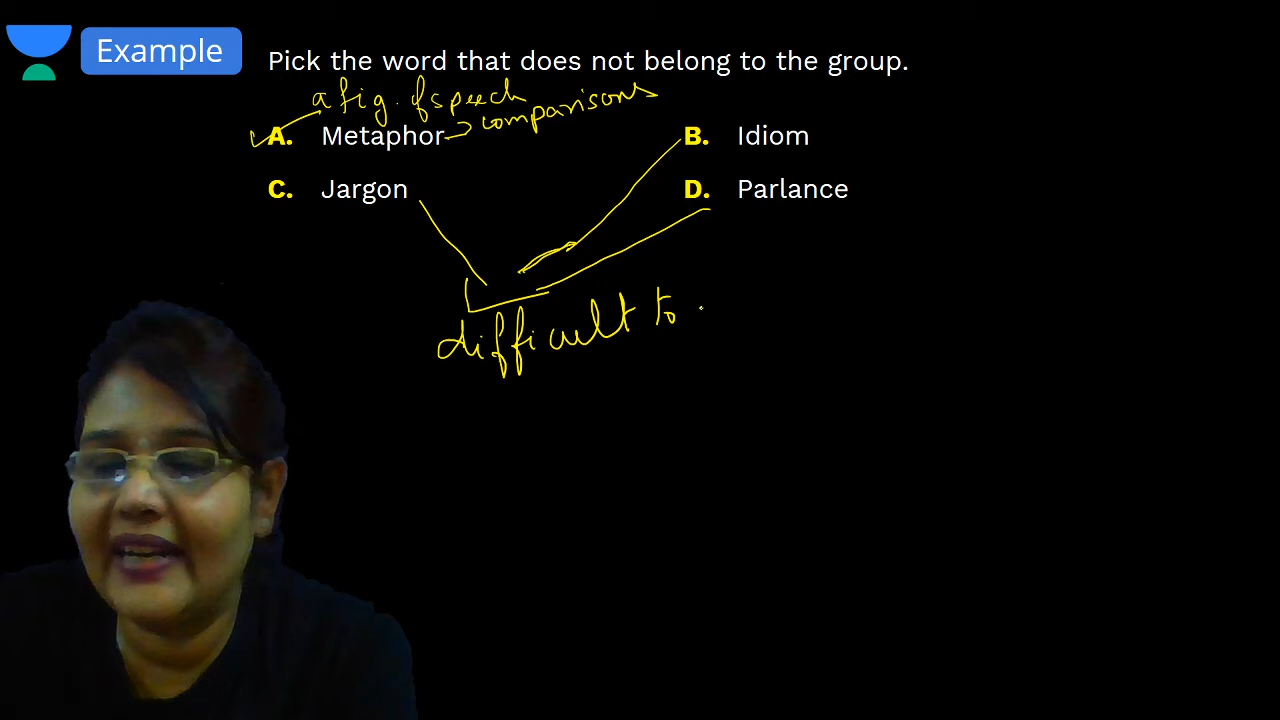 Example
Pick the word that does not belong to the group.
a fig. of speech
comparisons
A. Metaphor
B. Idiom
C. Jargon
D. Parlance
difficult to